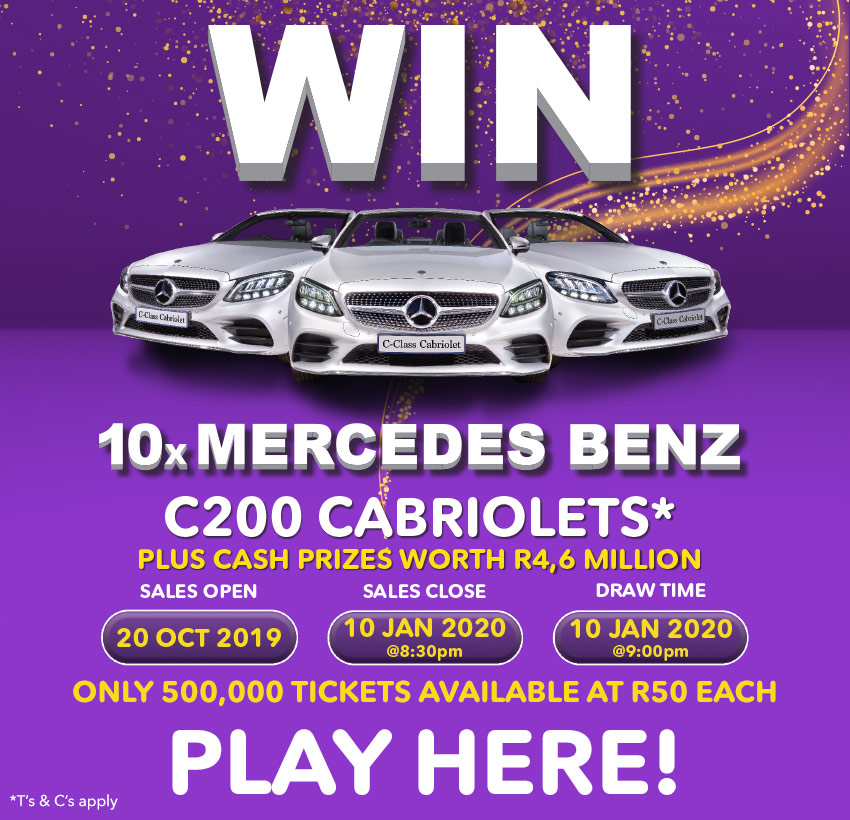 WIN
C-Class Cabriolet
C-Class Cabriolet
C-Class Cabriolet
10x MERCEDES BENZ
C200 CABRIOLETS*
PLUS CASH PRIZES WORTH R4,6 MILLION
SALES OPEN
20 OCT 2019
SALES CLOSE
10 JAN 2020
@8:30pm
DRAW TIME
10 JAN 2020
@9:00pm
ONLY 500,000 TICKETS AVAILABLE AT R50 EACH
PLAY HERE!
*T's & C's apply